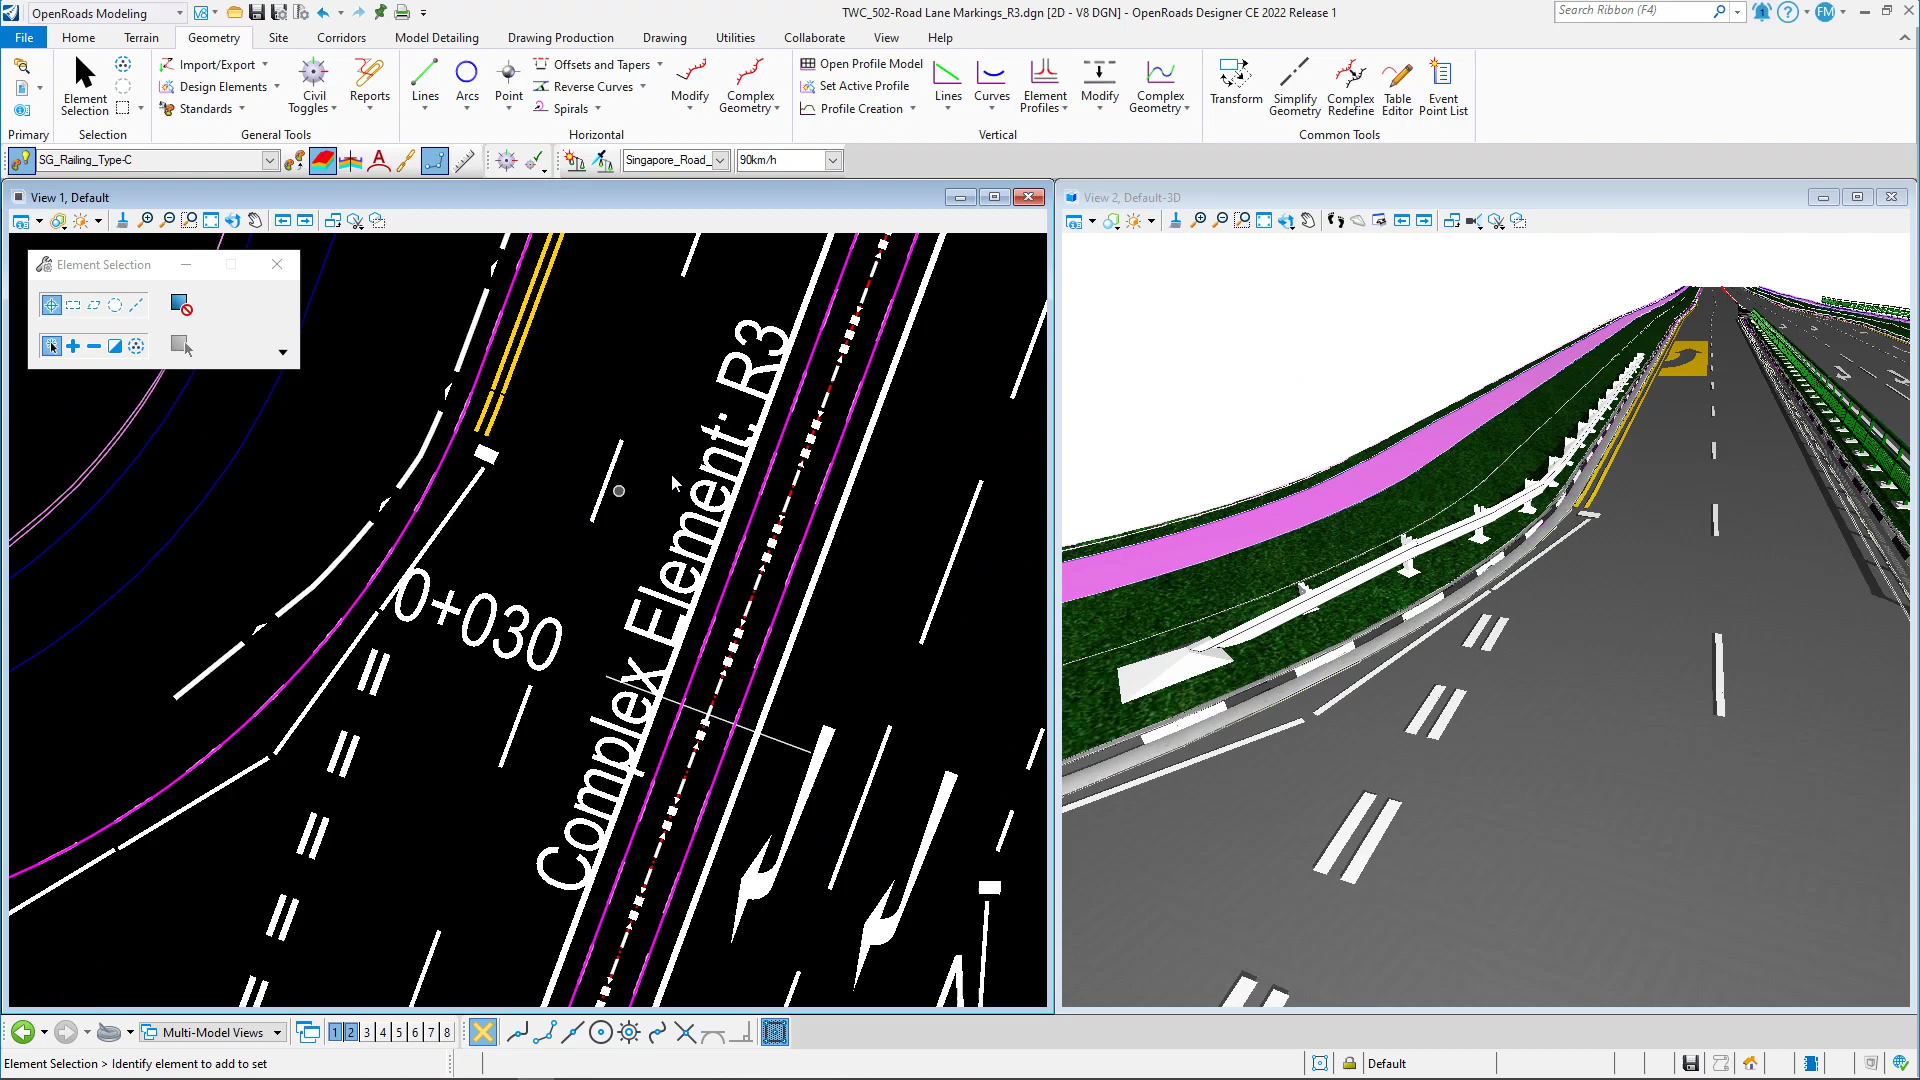 OpenRoads Modeling
V8
TWC_502-Road Lane Markings_R3.dgn [2D - V8 DGN] - OpenRoads Designer CE 2022 Release 1
Search Ribbon (F4)
FM
File Home Terrain Geometry Site Corridors Model Detailing Drawing Production Drawing Utilities Collaborate View Help
Element Selection
Import/Export
Design Elements
Standards
Civil Toggles
Reports
Lines
Arcs
Point
Offsets and Tapers
Reverse Curves
Spirals
Modify
Complex Geometry
Open Profile Model
Set Active Profile
Profile Creation
Lines
Curves
Element Profiles
Modify
Complex Geometry
Transform
Simplify Geometry
Complex Redefine
Table Editor
Event Point List
Primary Selection General Tools Horizontal Vertical Common Tools
SG_Railing_Type-C
Singapore_Road_
90km/h
View 1, Default
View 2, Default-3D
Element Selection
Complex Element: R3
0+030
Multi-Model Views
1 2 3 4 5 6 7 8
Element Selection > Identify element to add to set
Default